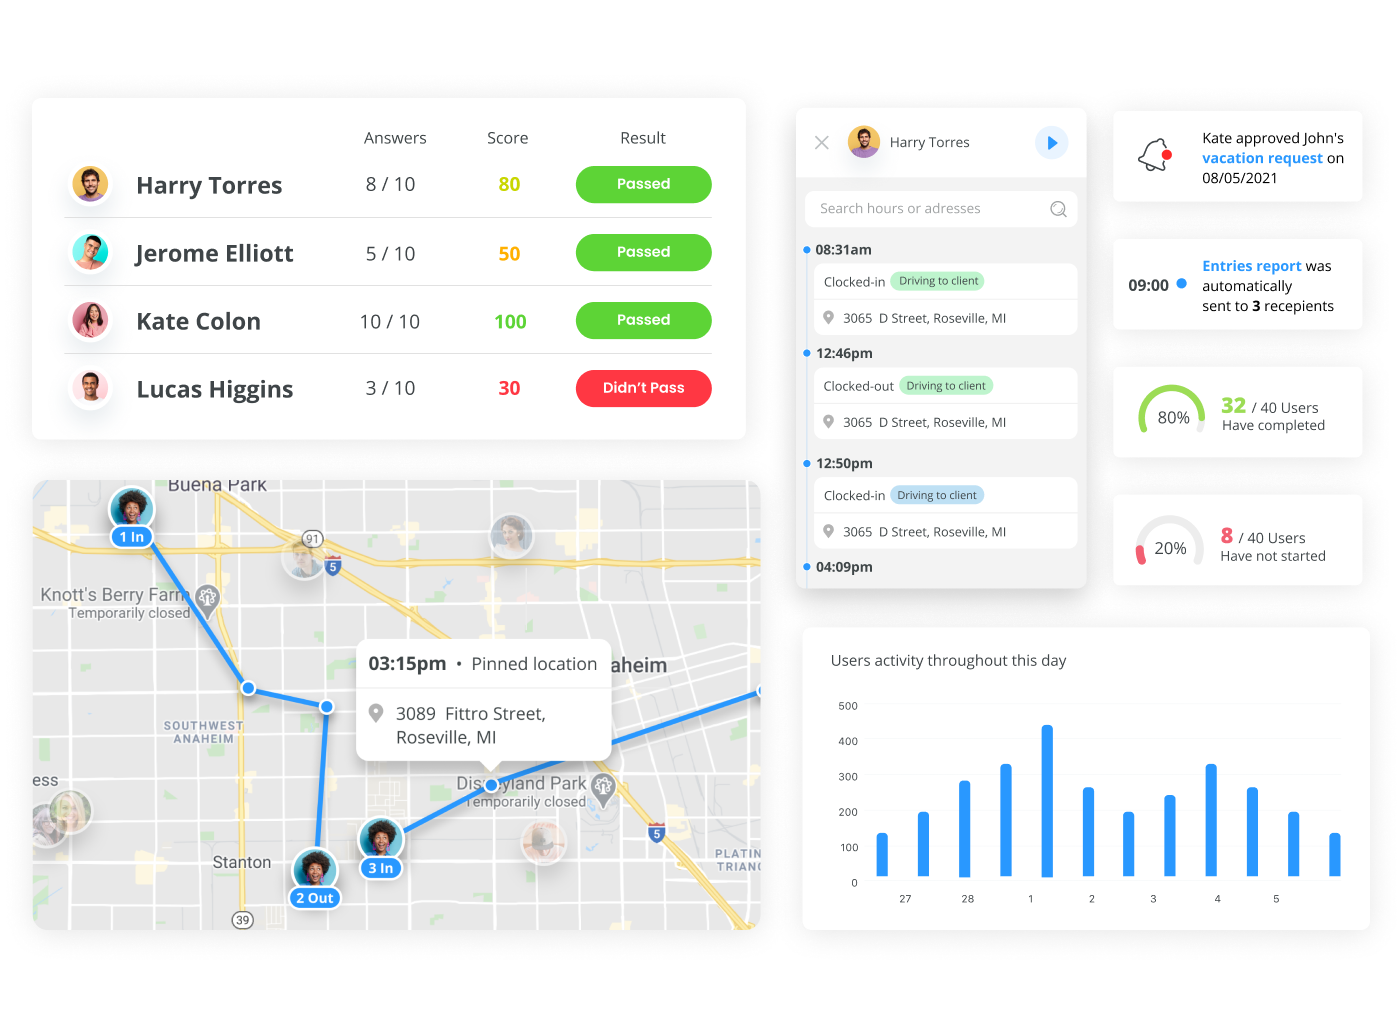 Answers Score Result
Harry Torres 8 / 10 80 Passed
Jerome Elliott 5 / 10 50 Passed
Kate Colon 10 / 10 100 Passed
Lucas Higgins 3 / 10 30 Didn't Pass
Buena Park
1 In
91
5
Knott's Berry Farm
Temporarily closed
03:15pm • Pinned location
3089 Fittro Street,
Roseville, MI
aheim
SOUTHWEST
ANAHEIM
ess
Disneyland Park
Temporarily closed
5
Stanton
3 In
2 Out
PLATIN
TRIANG
39
Harry Torres
Search hours or adresses
08:31am
Clocked-in Driving to client
3065 D Street, Roseville, MI
12:46pm
Clocked-out Driving to client
3065 D Street, Roseville, MI
12:50pm
Clocked-in Driving to client
3065 D Street, Roseville, MI
04:09pm
Kate approved John's
vacation request on
08/05/2021
09:00
Entries report was
automatically
sent to 3 recepients
80%
32 / 40 Users
Have completed
20%
8 / 40 Users
Have not started
Users activity throughout this day
500
400
300
200
100
0
27 28 1 2 3 4 5